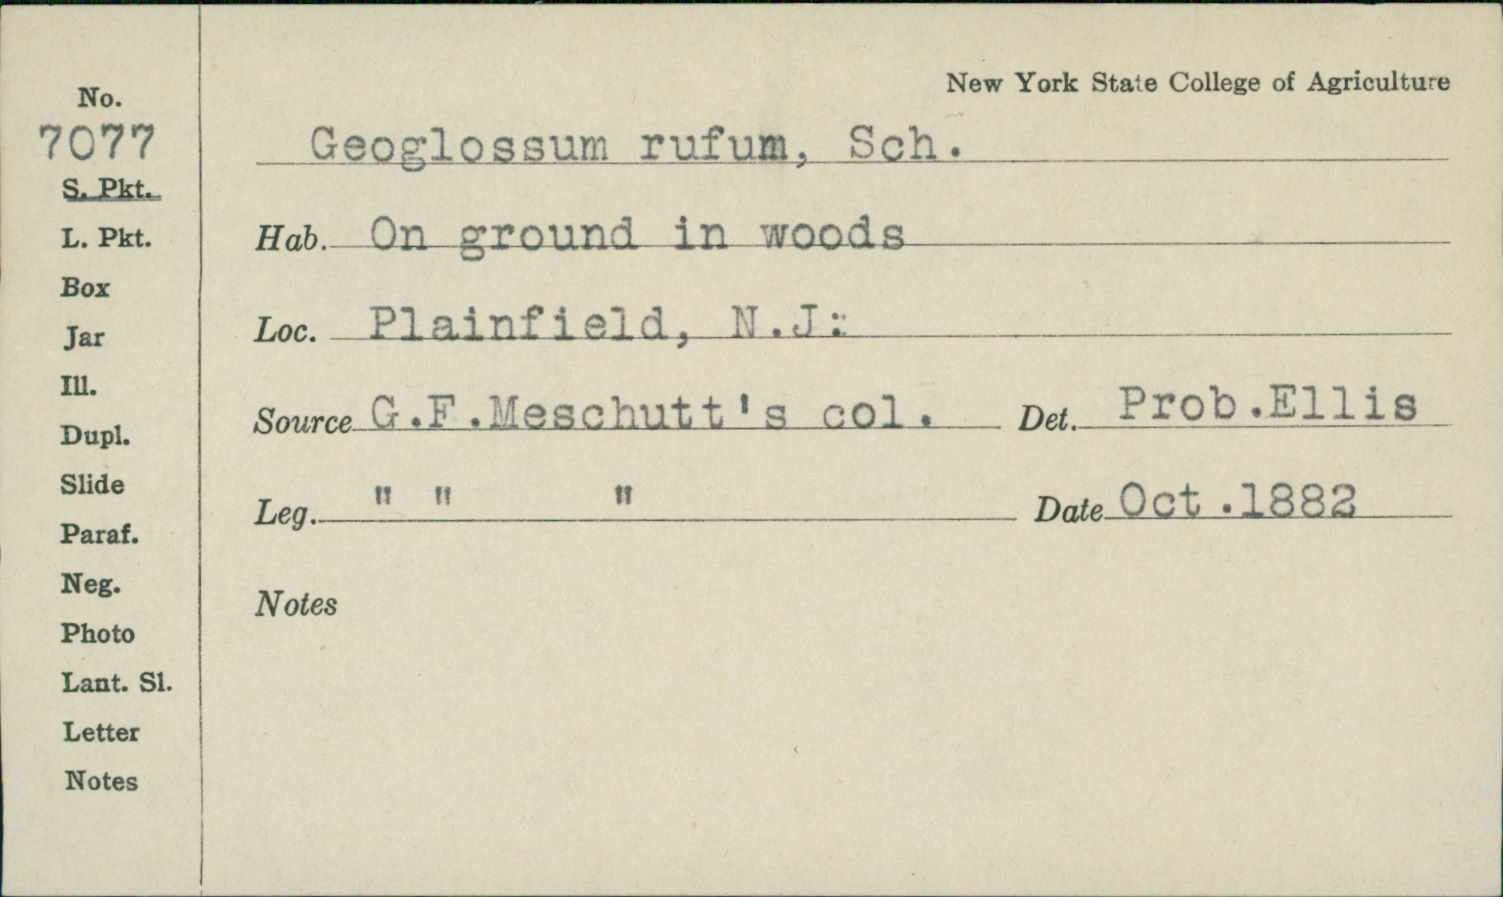 New York State College of Agriculture
No.
7077
S. Pkt.
L. Pkt.
Box
Jar
Ill.
Dupl.
Slide
Paraf.
Neg.
Photo
Lant. Sl.
Letter
Notes
Geoglossum rufum, Sch.
Hab. On ground in woods
Loc. Plainfield, N.J:
Source G.F.Meschutt's col. Det. Prob.Ellis
Leg. " " " Date Oct.1882
Notes